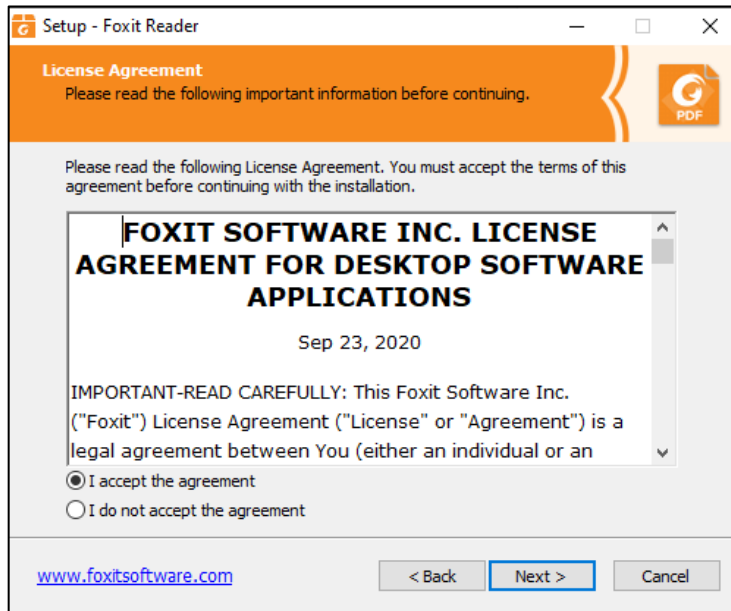 Setup - Foxit Reader
License Agreement
Please read the following important information before continuing.
PDF
Please read the following License Agreement. You must accept the terms of this
agreement before continuing with the installation.
FOXIT SOFTWARE INC. LICENSE
AGREEMENT FOR DESKTOP SOFTWARE
APPLICATIONS
Sep 23, 2020
IMPORTANT-READ CAREFULLY: This Foxit Software Inc.
("Foxit") License Agreement ("License" or "Agreement") is a
legal agreement between You (either an individual or an
I accept the agreement
I do not accept the agreement
www.foxitsoftware.com
< Back
Next >
Cancel